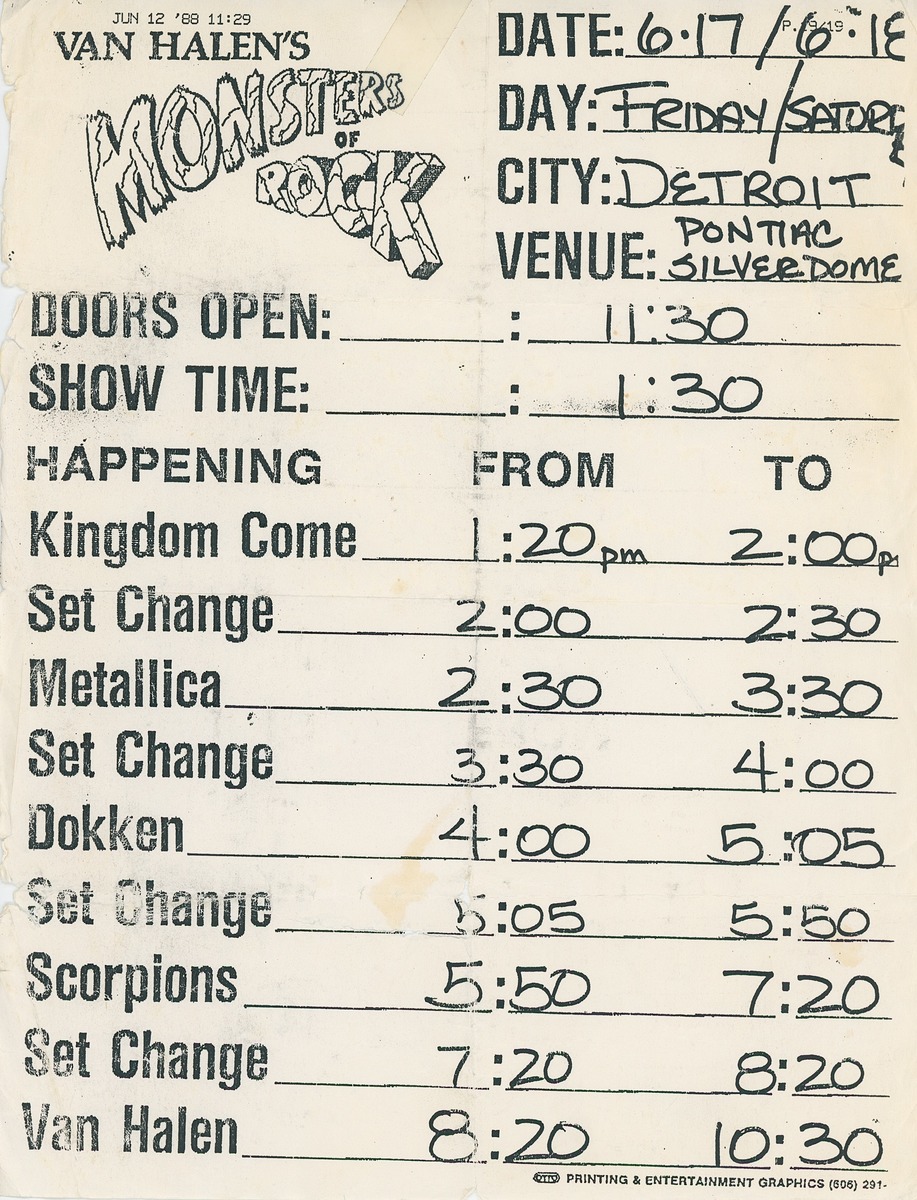 JUN 12 '88 11:29
P.19/19
VAN HALEN'S
MONSTERS
OF
ROCK
DATE: 6·17/6·18
DAY: FRIDAY/SATURD
CITY: DETROIT
VENUE: PONTIAC
SILVERDOME
DOORS OPEN: : 11:30
SHOW TIME: : 1:30
HAPPENING FROM TO
Kingdom Come 1:20pm 2:00p
Set Change 2:00 2:30
Metallica 2:30 3:30
Set Change 3:30 4:00
Dokken 4:00 5:05
Set Change 5:05 5:50
Scorpions 5:50 7:20
Set Change 7:20 8:20
Van Halen 8:20 10:30
OTTO PRINTING & ENTERTAINMENT GRAPHICS (606) 291-